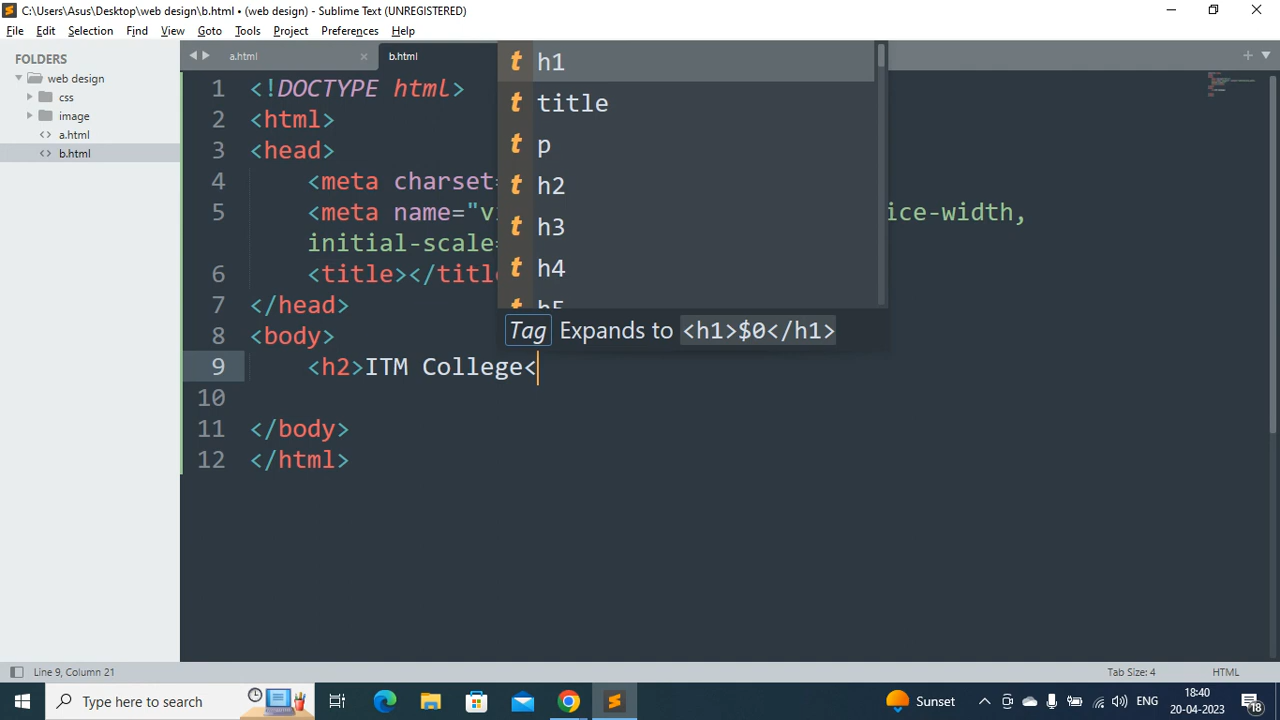 C:\Users\Asus\Desktop\web design\b.html • (web design) - Sublime Text (UNREGISTERED)
File Edit Selection Find View Goto Tools Project Preferences Help
FOLDERS
web design
css
image
a.html
b.html
a.html
b.html
1 <!DOCTYPE html>
2 <html>
3 <head>
4 <meta charset=
5 <meta name="v ice-width,
initial-scale=
6 <title></title
7 </head>
8 <body>
9 <h2>ITM College<
10
11 </body>
12 </html>
t h1
t title
t p
t h2
t h3
t h4
t h5
Tag Expands to <h1>$0</h1>
Line 9, Column 21
Tab Size: 4
HTML
Type here to search
Sunset
ENG
18:40
20-04-2023
18